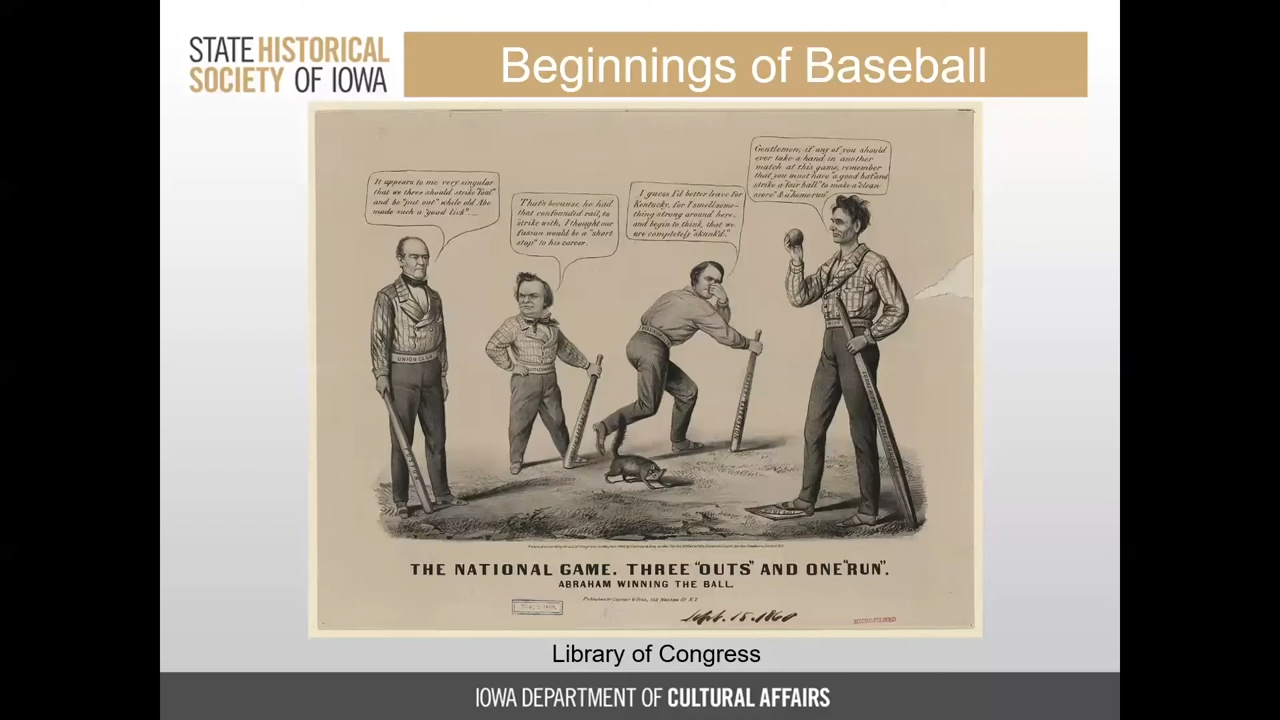 STATE HISTORICAL
SOCIETY OF IOWA
Beginnings of Baseball
It appears to me very singular
that we three should strike "foul"
and be "put out" while old Abe
made such a "good lick"....
That's because he had
that confounded rail, to
strike with, I thought our
fusion would be a "short
stop" to his career.
I guess I'd better leave for
Kentucky, for I smell some-
thing strong around here,
and begin to think, that we
are completely "skunk'd."
Gentlemen, if any of you should
ever take a hand in another
match at this game, remember
that you must have "a good bat" and
strike a "fair ball" to make a "clean
score" & a "home run"
UNION CLUB
WIDE
THE NATIONAL GAME. THREE "OUTS" AND ONE "RUN".
ABRAHAM WINNING THE BALL.
Published by Currier & Ives, 152 Nassau St N.Y.
Sept. 15. 1860
MICROFILMED
Library of Congress
IOWA DEPARTMENT OF CULTURAL AFFAIRS